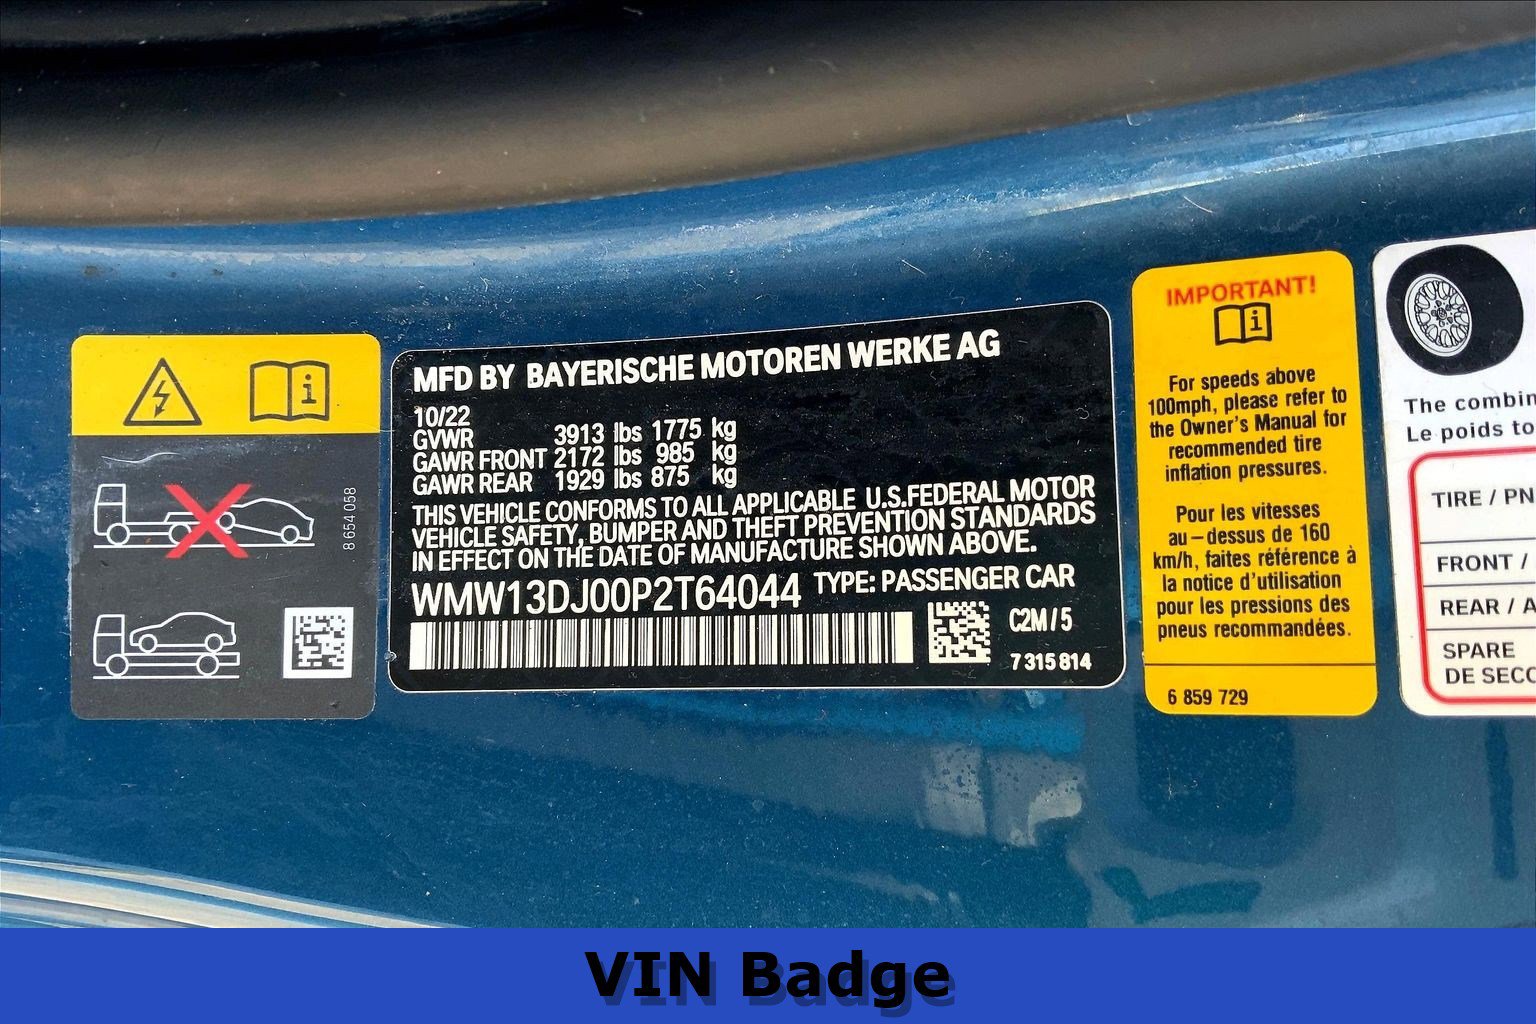 8 654 058
MFD BY BAYERISCHE MOTOREN WERKE AG
10/22
GVWR 3913 lbs 1775 kg
GAWR FRONT 2172 lbs 985 kg
GAWR REAR 1929 lbs 875 kg
THIS VEHICLE CONFORMS TO ALL APPLICABLE U.S.FEDERAL MOTOR
VEHICLE SAFETY, BUMPER AND THEFT PREVENTION STANDARDS
IN EFFECT ON THE DATE OF MANUFACTURE SHOWN ABOVE.
WMW13DJ00P2T64044 TYPE: PASSENGER CAR
C2M/5
7 315 814
IMPORTANT!
For speeds above
100mph, please refer to
the Owner's Manual for
recommended tire
inflation pressures.
Pour les vitesses
au-dessus de 160
km/h, faites référence à
la notice d'utilisation
pour les pressions des
pneus recommandées.
6 859 729
The combin
Le poids to
TIRE / PN
FRONT /
REAR / A
SPARE
DE SECO
VIN Badge